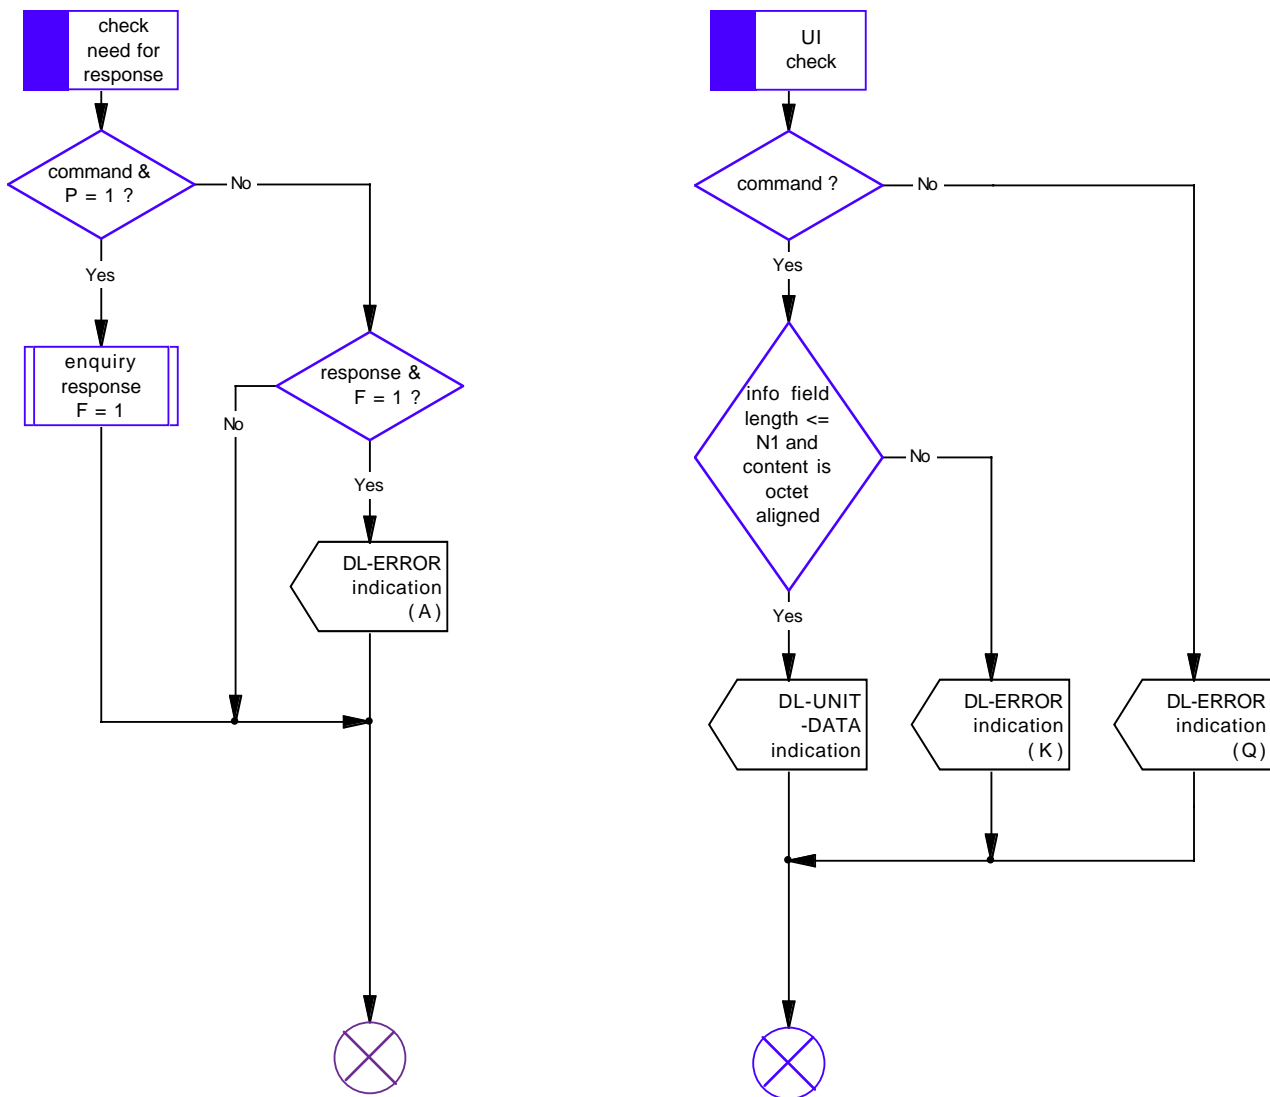 check
need for
response
command &
P = 1 ?
No
Yes
enquiry
response
F = 1
response &
F = 1 ?
No
Yes
DL-ERROR
indication
(A)
UI
check
command ?
No
Yes
info field
length <=
N1 and
content is
octet
aligned
No
Yes
DL-UNIT
-DATA
indication
DL-ERROR
indication
(K)
DL-ERROR
indication
(Q)